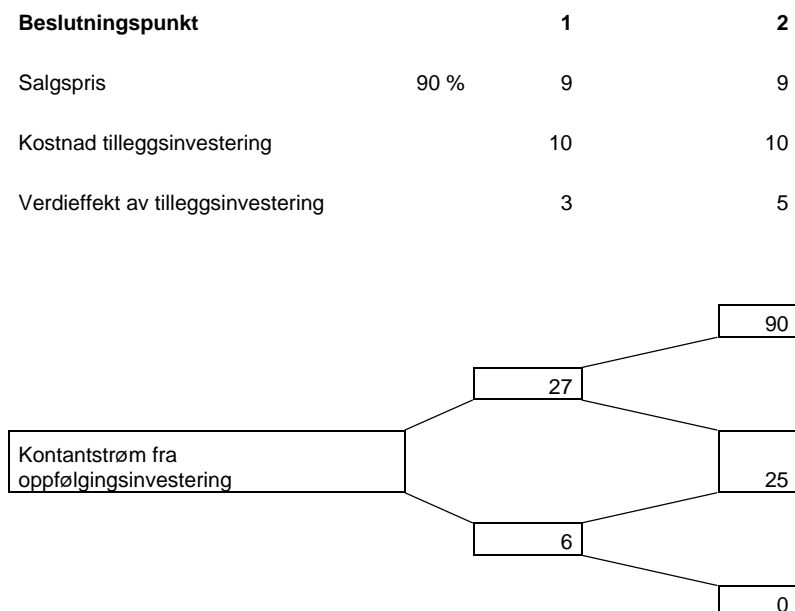 Beslutningspunkt 1 2
Salgspris 90 % 9 9
Kostnad tilleggsinvestering 10 10
Verdieffekt av tilleggsinvestering 3 5
90
27
Kontantstrøm fra
oppfølgingsinvestering 25
6
0